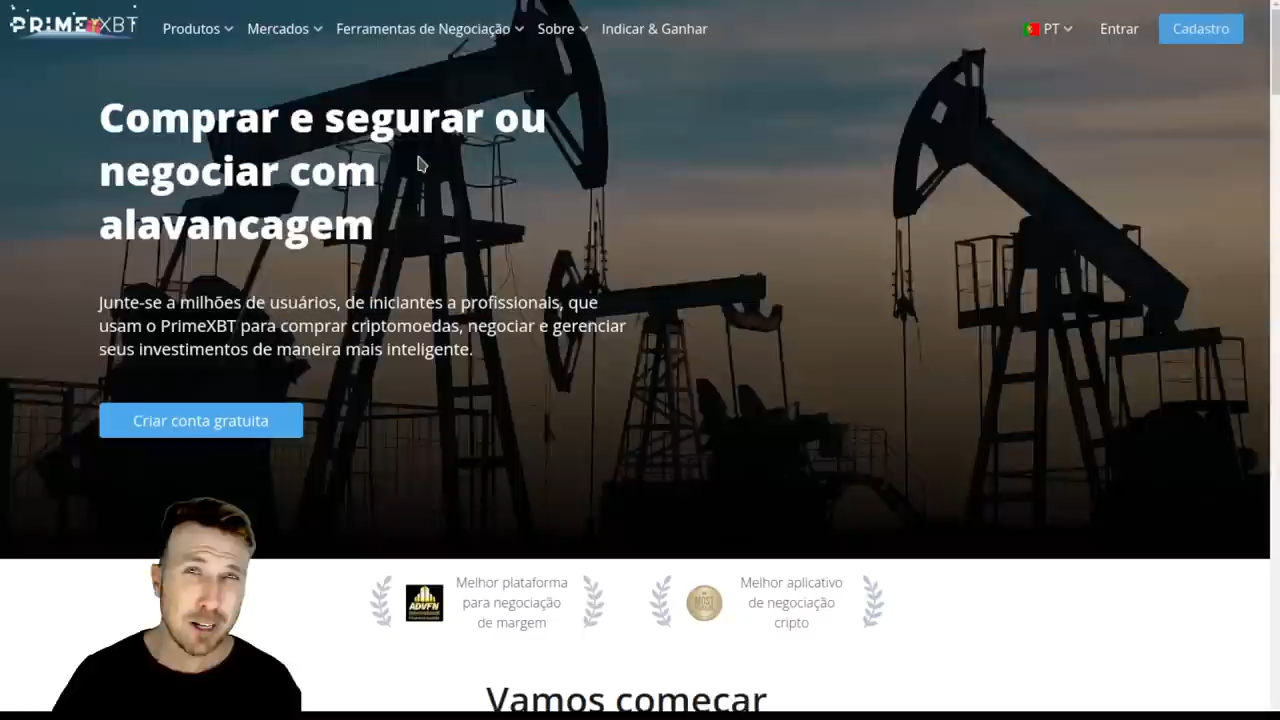 PRIMEXBT
Produtos
Mercados
Ferramentas de Negociação
Sobre
Indicar & Ganhar
PT
Entrar
Cadastro
Comprar e segurar ou
negociar com
alavancagem
Junte-se a milhões de usuários, de iniciantes a profissionais, que
usam o PrimeXBT para comprar criptomoedas, negociar e gerenciar
seus investimentos de maneira mais inteligente.
Criar conta gratuita
ADVFN
Melhor plataforma
para negociação
de margem
Melhor aplicativo
de negociação
cripto
Vamos começar